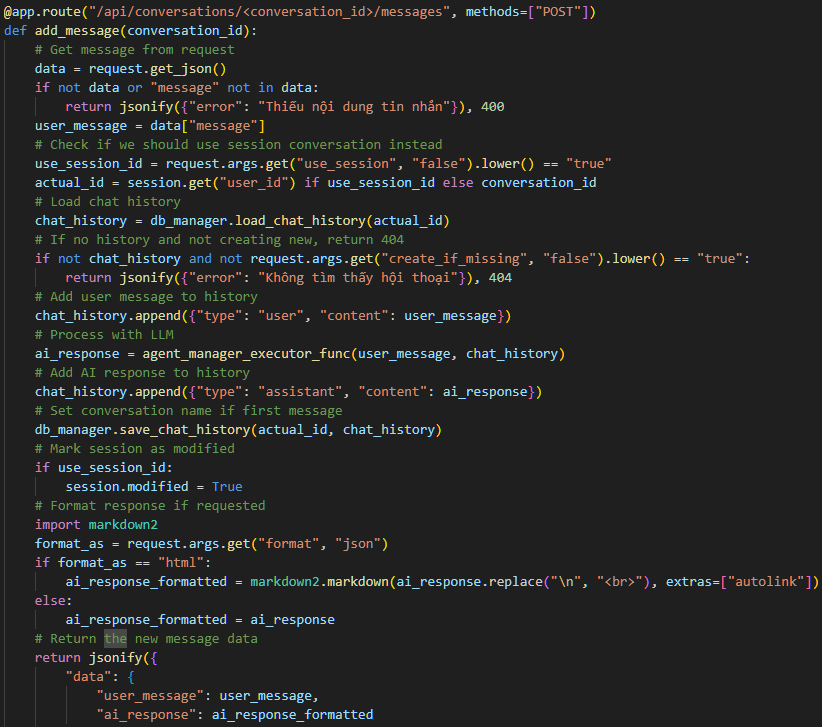 @app.route("/api/conversations/<conversation_id>/messages", methods=["POST"])
def add_message(conversation_id):
    # Get message from request
    data = request.get_json()
    if not data or "message" not in data:
        return jsonify({"error": "Thiếu nội dung tin nhắn"}), 400
    user_message = data["message"]
    # Check if we should use session conversation instead
    use_session_id = request.args.get("use_session", "false").lower() == "true"
    actual_id = session.get("user_id") if use_session_id else conversation_id
    # Load chat history
    chat_history = db_manager.load_chat_history(actual_id)
    # If no history and not creating new, return 404
    if not chat_history and not request.args.get("create_if_missing", "false").lower() == "true":
        return jsonify({"error": "Không tìm thấy hội thoại"}), 404
    # Add user message to history
    chat_history.append({"type": "user", "content": user_message})
    # Process with LLM
    ai_response = agent_manager_executor_func(user_message, chat_history)
    # Add AI response to history
    chat_history.append({"type": "assistant", "content": ai_response})
    # Set conversation name if first message
    db_manager.save_chat_history(actual_id, chat_history)
    # Mark session as modified
    if use_session_id:
        session.modified = True
    # Format response if requested
    import markdown2
    format_as = request.args.get("format", "json")
    if format_as == "html":
        ai_response_formatted = markdown2.markdown(ai_response.replace("\n", "<br>"), extras=["autolink"])
    else:
        ai_response_formatted = ai_response
    # Return the new message data
    return jsonify({
        "data": {
            "user_message": user_message,
            "ai_response": ai_response_formatted